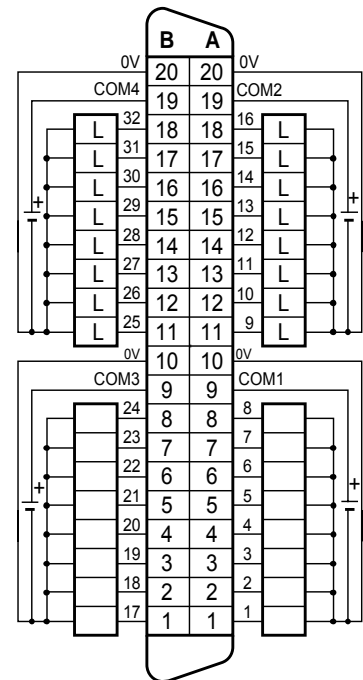 B A
0V 20 20 0V
COM4 19 19 COM2
L 32 18 18 16 L
L 31 17 17 15 L
L 30 16 16 14 L
+ L 29 15 15 13 L +
L 28 14 14 12 L
L 27 13 13 11 L
L 26 12 12 10 L
L 25 11 11 9 L
0V 10 10 0V
COM3 9 9 COM1
24 8 8 8
23 7 7 7
22 6 6 6
+ 21 5 5 5 +
20 4 4 4
19 3 3 3
18 2 2 2
17 1 1 1